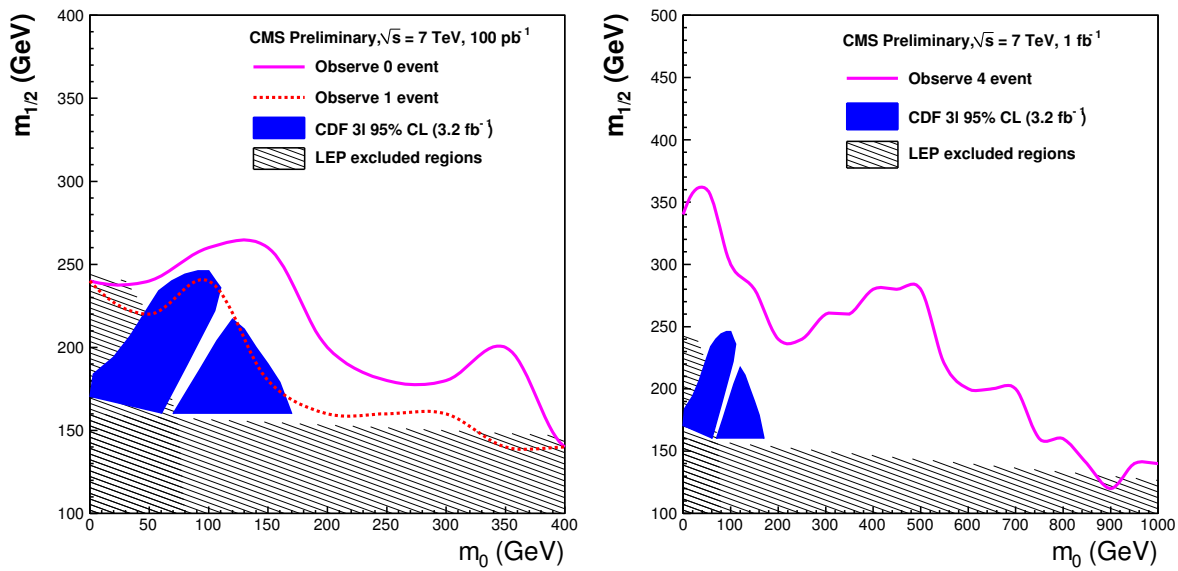 CMS Preliminary,√s = 7 TeV, 100 pb⁻¹
Observe 0 event
Observe 1 event
CDF 3l 95% CL (3.2 fb⁻¹)
LEP excluded regions
m₁/₂ (GeV)
400
350
300
250
200
150
100
0 50 100 150 200 250 300 350 400
m₀ (GeV)
CMS Preliminary,√s = 7 TeV, 1 fb⁻¹
Observe 4 event
CDF 3l 95% CL (3.2 fb⁻¹)
LEP excluded regions
m₁/₂ (GeV)
500
450
400
350
300
250
200
150
100
0 100 200 300 400 500 600 700 800 900 1000
m₀ (GeV)